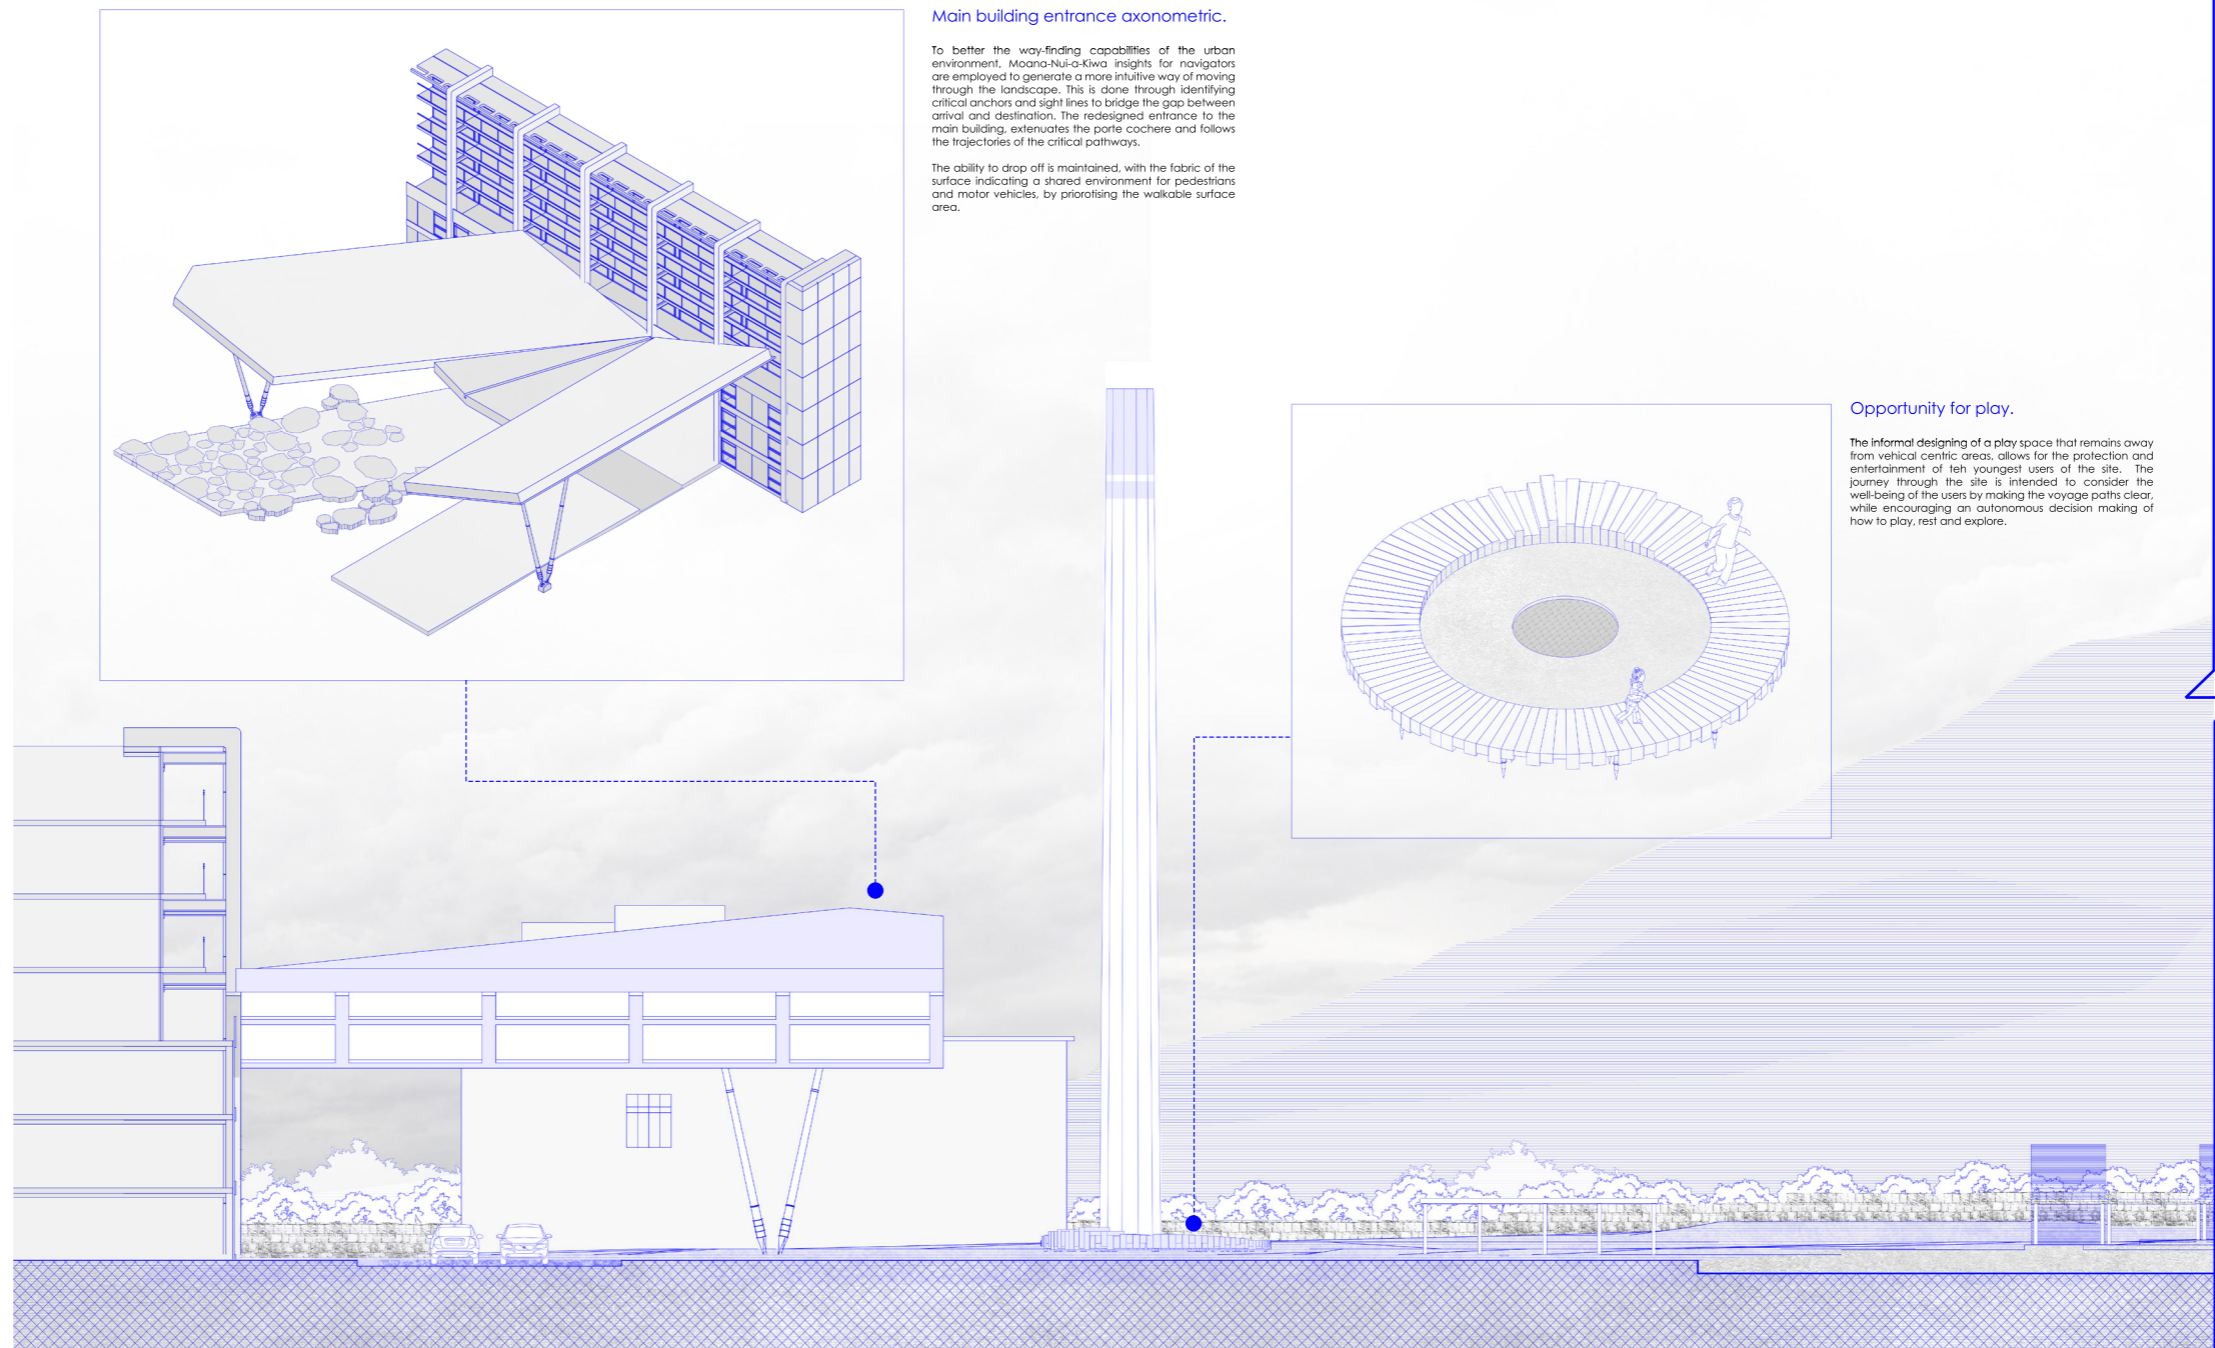 Main building entrance axonometric.
To better the way-finding capabilities of the urban
environment, Moana-Nui-a-Kiwa insights for navigators
are employed to generate a more intuitive way of moving
through the landscape. This is done through identifying
critical anchors and sight lines to bridge the gap between
arrival and destination. The redesigned entrance to the
main building, extenuates the porte cochere and follows
the trajectories of the critical pathways.
The ability to drop off is maintained, with the fabric of the
surface indicating a shared environment for pedestrians
and motor vehicles, by priorotising the walkable surface
area.
Opportunity for play.
The informal designing of a play space that remains away
from vehical centric areas, allows for the protection and
entertainment of teh youngest users of the site. The
journey through the site is intended to consider the
well-being of the users by making the voyage paths clear,
while encouraging an autonomous decision making of
how to play, rest and explore.